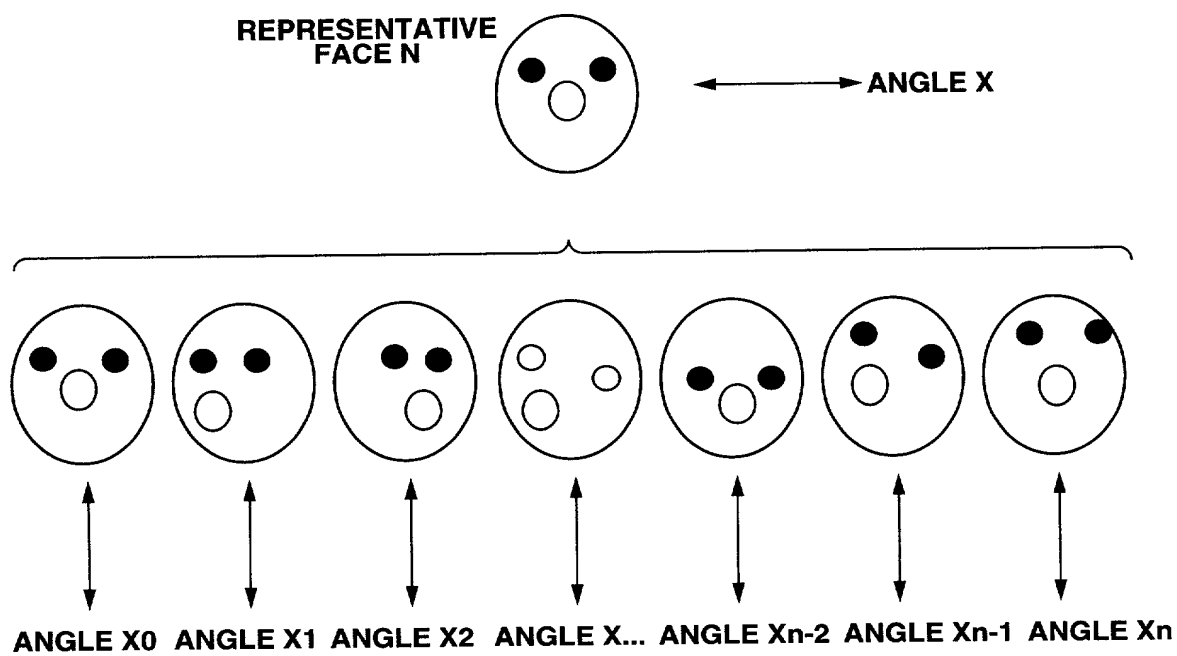 REPRESENTATIVE
FACE N
ANGLE X
ANGLE X0 ANGLE X1 ANGLE X2 ANGLE X... ANGLE Xn-2 ANGLE Xn-1 ANGLE Xn